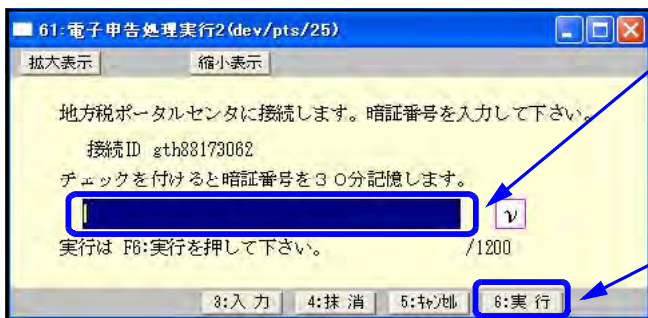 61:電子申告処理実行2(dev/pts/25)
拡大表示 縮小表示
地方税ポータルセンタに接続します。暗証番号を入力して下さい。
接続ID gth88173062
チェックを付けると暗証番号を30分記憶します。
ν
実行は F6:実行を押して下さい。 /1200
3:入 力 4:抹 消 5:ｷｬﾝｾﾙ 6:実 行